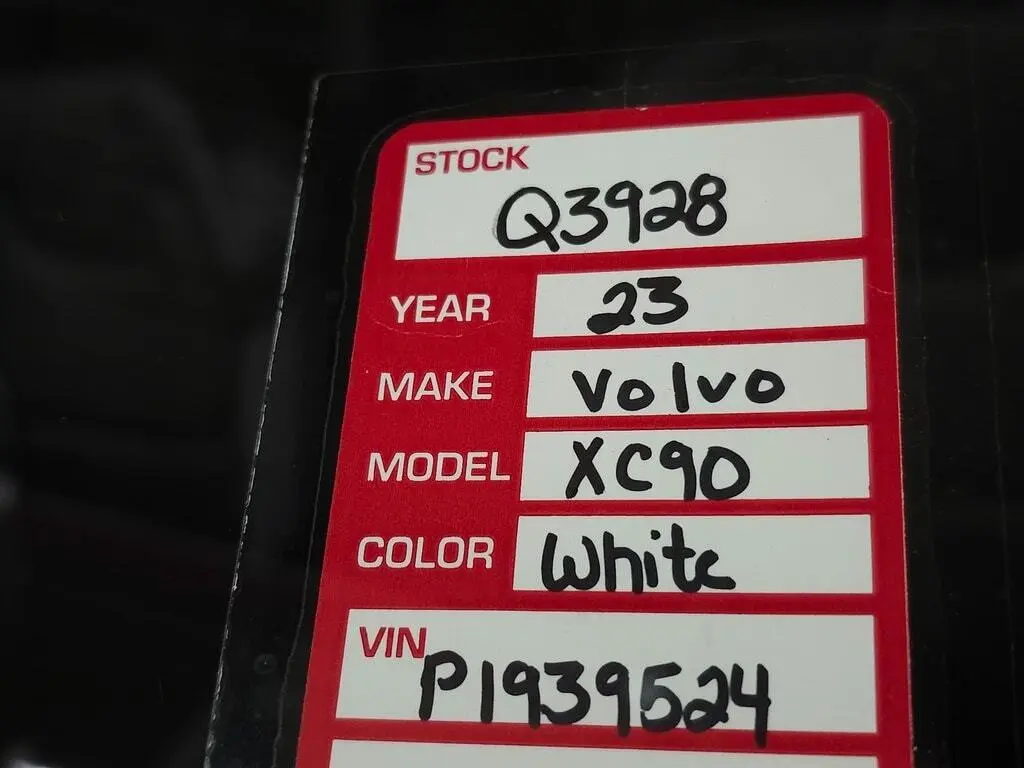 STOCK
Q3928
YEAR 23
MAKE Volvo
MODEL XC90
COLOR White
VIN
P1939524